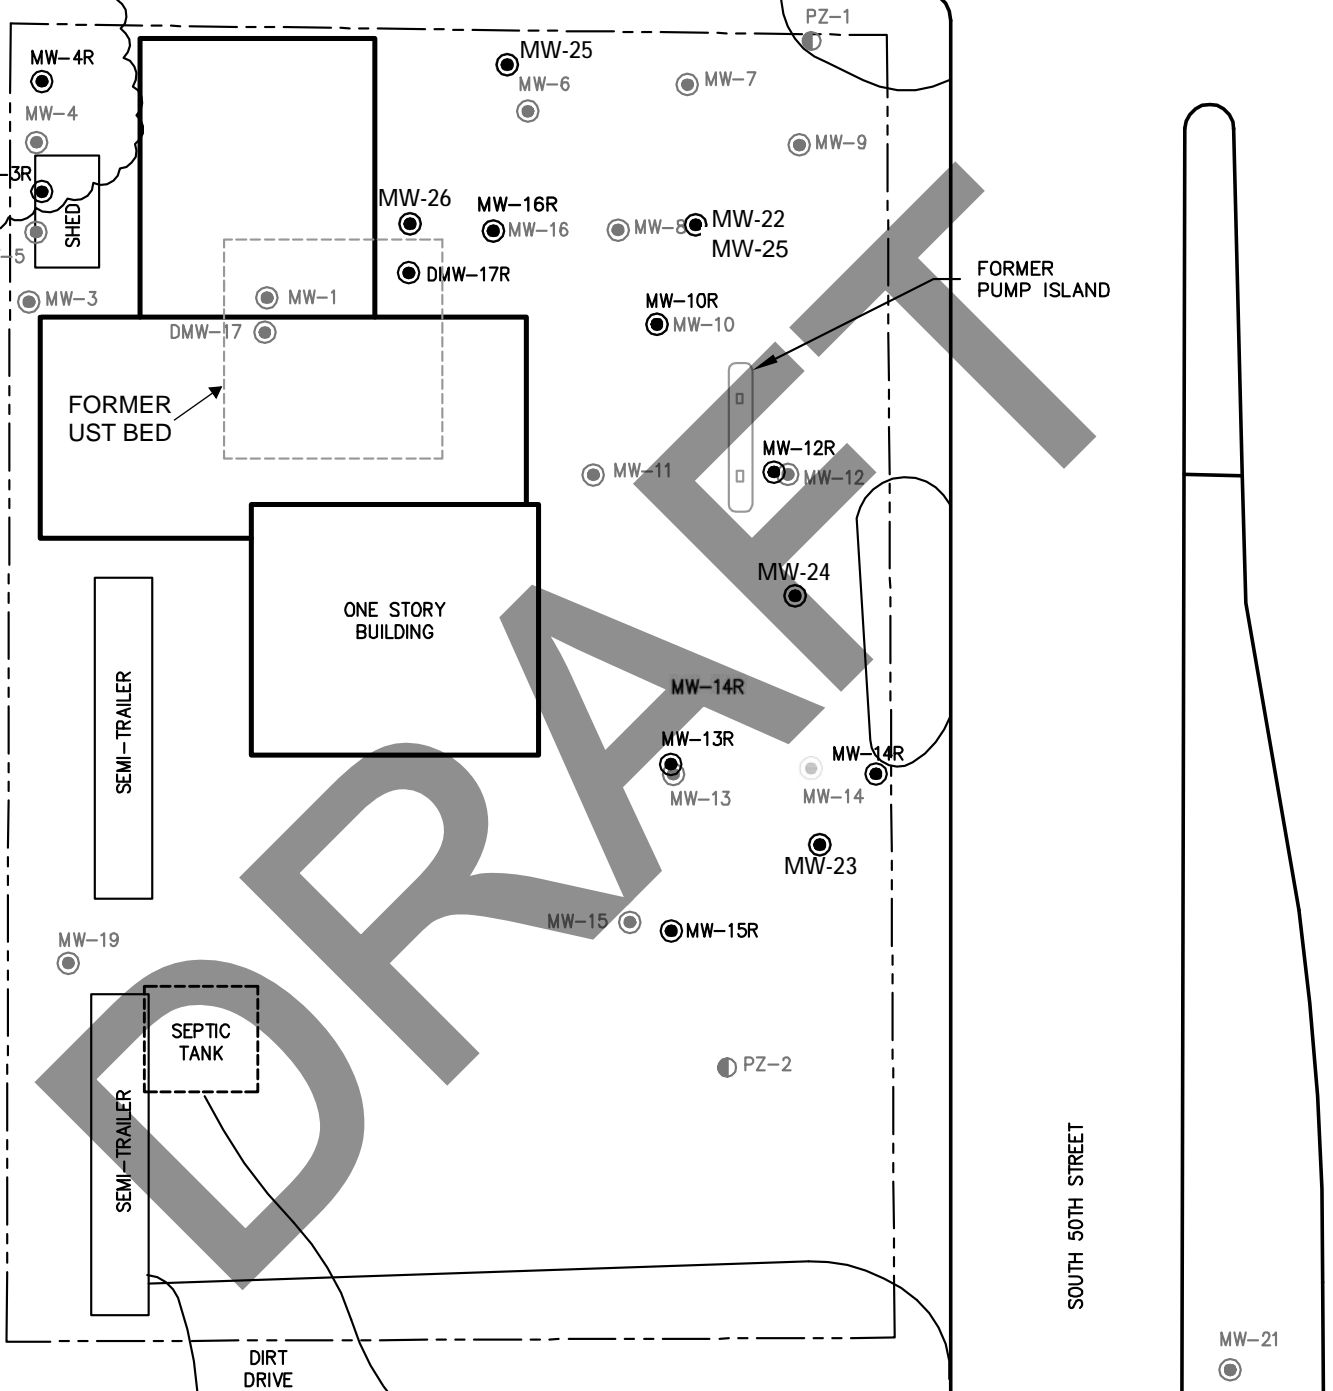 PZ-1
MW-25
MW-4R
MW-7
MW-6
MW-4
MW-9
-3R
MW-26
MW-16R
MW-22
SHED
MW-16
MW-8
MW-25
-5
DMW-17R
FORMER
PUMP ISLAND
MW-3
MW-1
MW-10R
DMW-17
MW-10
FORMER
UST BED
MW-12R
MW-11
MW-12
MW-24
ONE STORY
BUILDING
MW-14R
SEMI-TRAILER
MW-13R
MW-14R
MW-13
MW-14
MW-23
MW-15
MW-15R
MW-19
SEPTIC
TANK
PZ-2
SEMI-TRAILER
SOUTH 50TH STREET
MW-21
DIRT
DRIVE
DRAFT